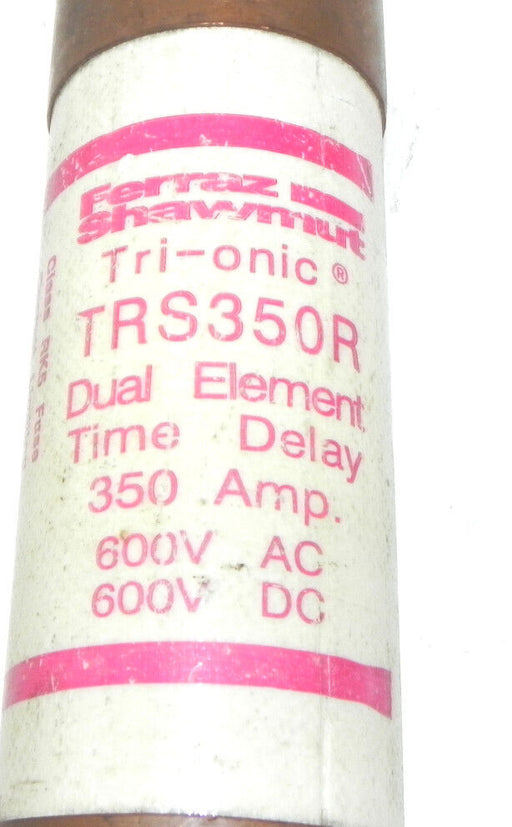 Ferraz
Shawmut
Tri-onic®
TRS350R
Dual Element
Time Delay
350 Amp.
600V AC
600V DC
Class RK5 Fuse